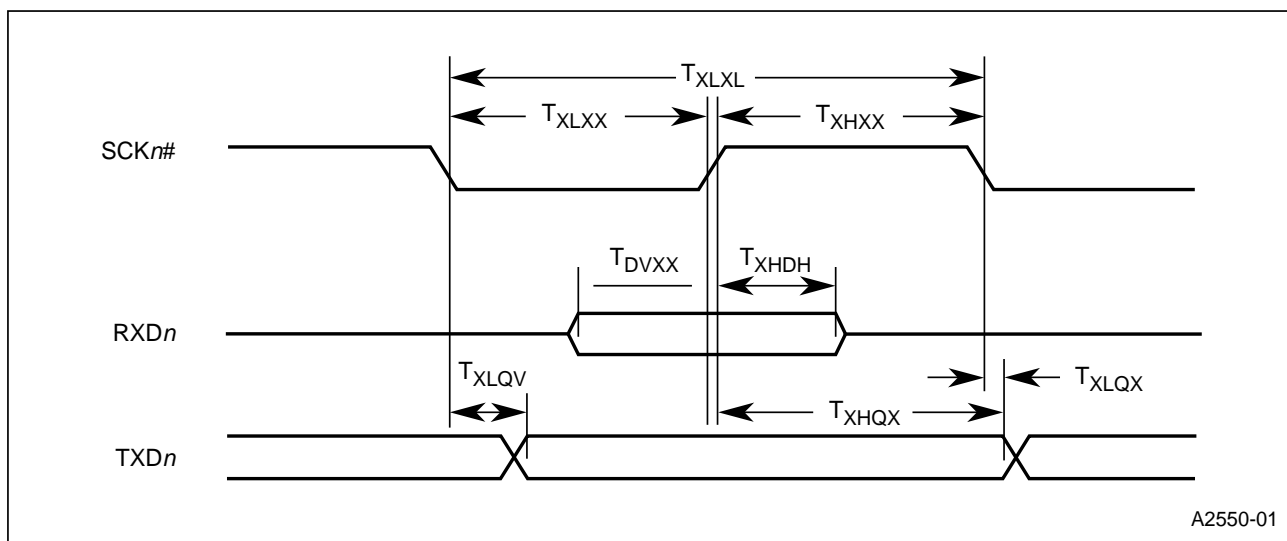 TXLXL
TXLXX
TXHXX
SCKn#
TDVXX
TXHDH
RXDn
TXLQV
TXLQX
TXHQX
TXDn
A2550-01